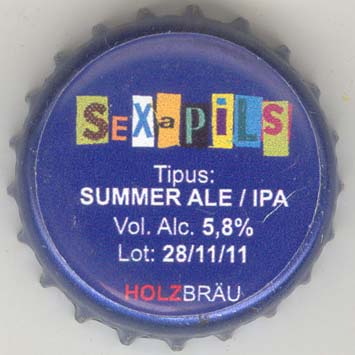 SEXaPiLS
Tipus:
SUMMER ALE / IPA
Vol. Alc. 5,8%
Lot: 28/11/11
HOLZBRÄU